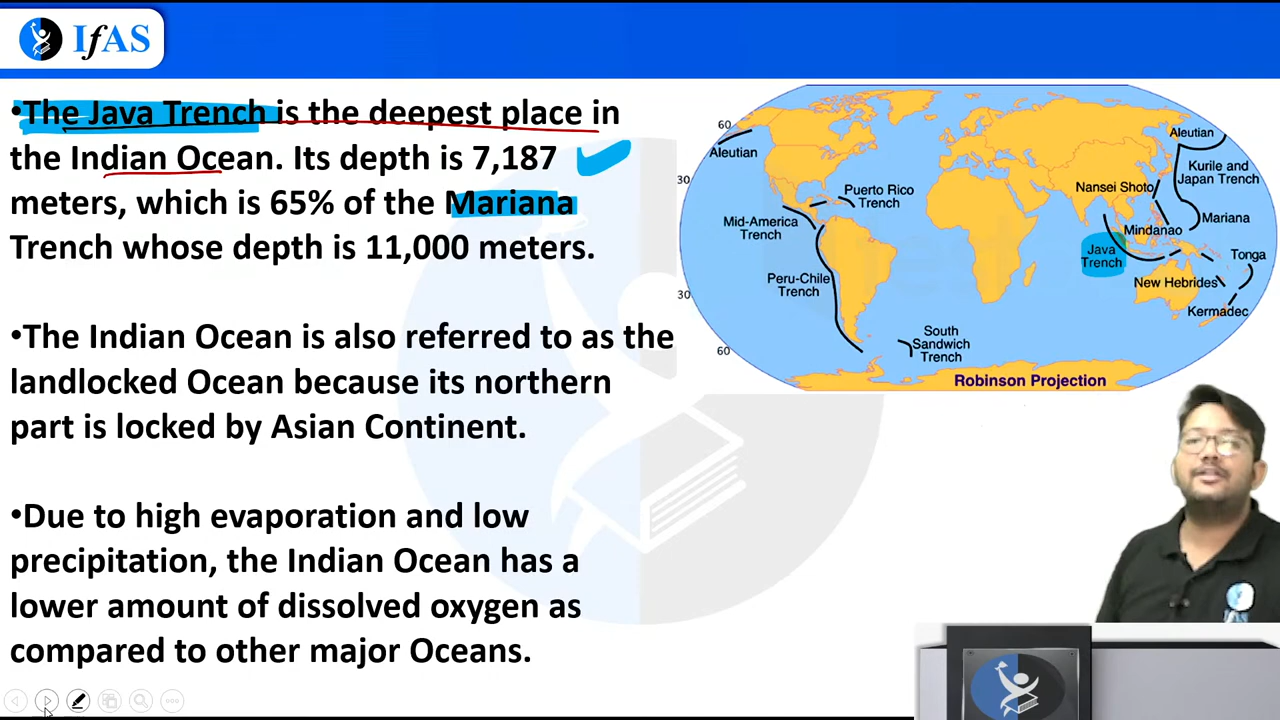 IfAS
•The Java Trench is the deepest place in
the Indian Ocean. Its depth is 7,187
meters, which is 65% of the Mariana
Trench whose depth is 11,000 meters.
•The Indian Ocean is also referred to as the
landlocked Ocean because its northern
part is locked by Asian Continent.
•Due to high evaporation and low
precipitation, the Indian Ocean has a
lower amount of dissolved oxygen as
compared to other major Oceans.
60
Aleutian
Aleutian
30
Nansei Shoto
Kurile and
Japan Trench
Puerto Rico
Trench
Mid-America
Trench
Mariana
Mindanao
Java
Trench
Tonga
Peru-Chile
Trench
New Hebrides
30
Kermadec
South
Sandwich
Trench
60
Robinson Projection